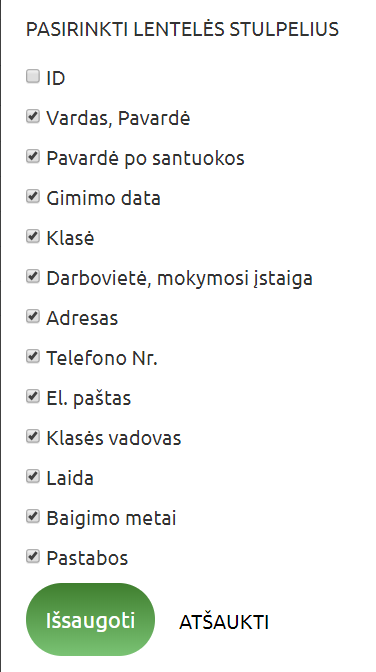 PASIRINKTI LENTELĖS STULPELIUS
ID
Vardas, Pavardė
Pavardė po santuokos
Gimimo data
Klasė
Darbovietė, mokymosi įstaiga
Adresas
Telefono Nr.
El. paštas
Klasės vadovas
Laida
Baigimo metai
Pastabos
Išsaugoti ATŠAUKTI